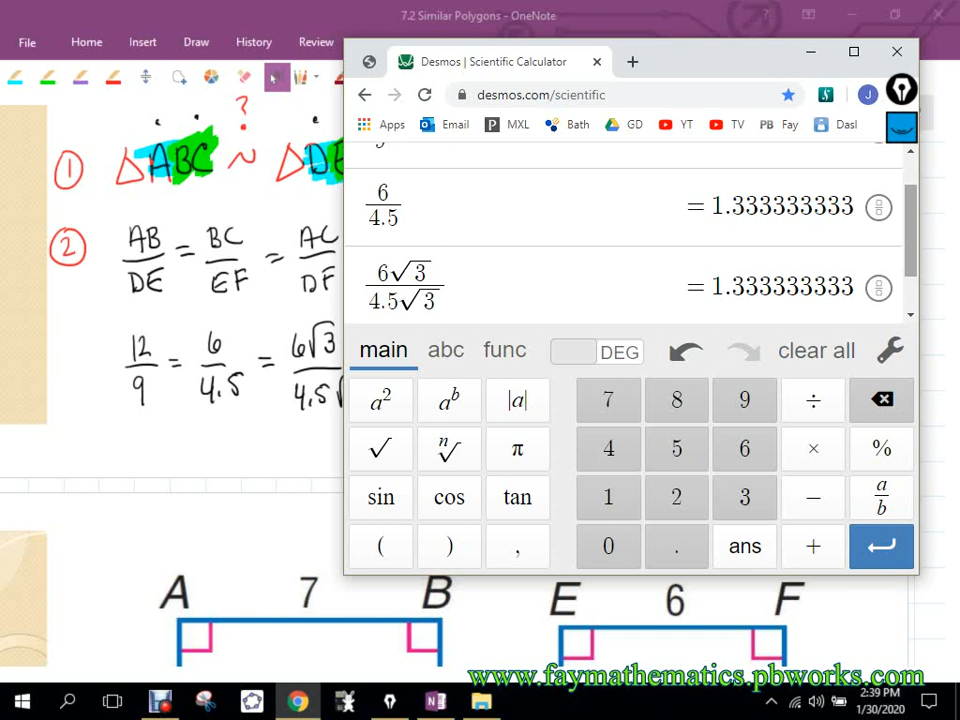 7.2 Similar Polygons - OneNote
File Home Insert Draw History Review
Desmos | Scientific Calculator
desmos.com/scientific
Apps Email P MXL Bath GD YT TV PB Fay Dasl
J
?
① △ABC ~ △DE
② AB/DE = BC/EF = AC/DF
12/9 = 6/4.5 = 6√3/4.5√
6/4.5 = 1.333333333
6√3/4.5√3 = 1.333333333
main abc func DEG clear all
a² aᵇ |a| 7 8 9 ÷
√ ⁿ√ π 4 5 6 × %
sin cos tan 1 2 3 − a/b
( ) , 0 . ans +
A 7 B E 6 F
www.faymathematics.pbworks.com
2:39 PM
1/30/2020